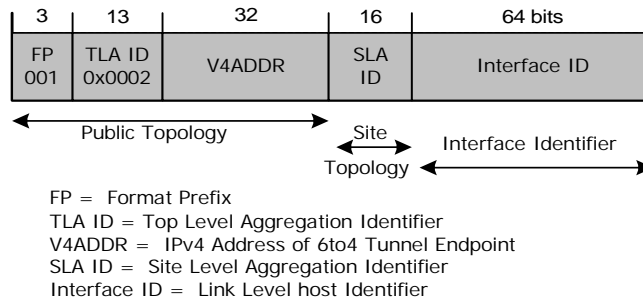 3 13 32 16 64 bits
FP TLA ID V4ADDR SLA Interface ID
001 0x0002 ID
Public Topology Site Interface Identifier
Topology
FP = Format Prefix
TLA ID = Top Level Aggregation Identifier
V4ADDR = IPv4 Address of 6to4 Tunnel Endpoint
SLA ID = Site Level Aggregation Identifier
Interface ID = Link Level host Identifier